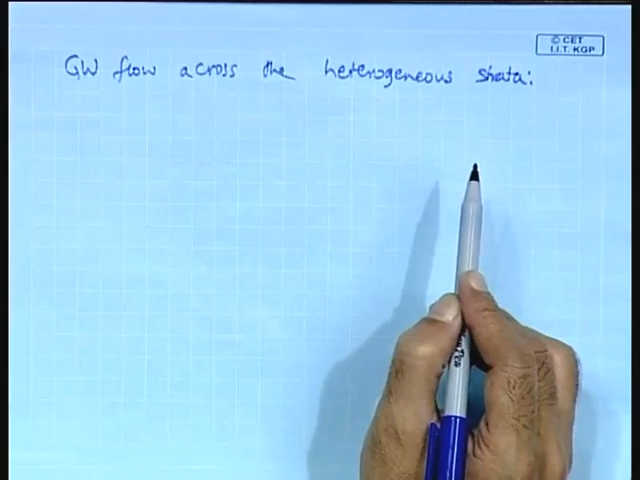 © CET
I.I.T. KGP
GW flow across the heterogeneous strata: